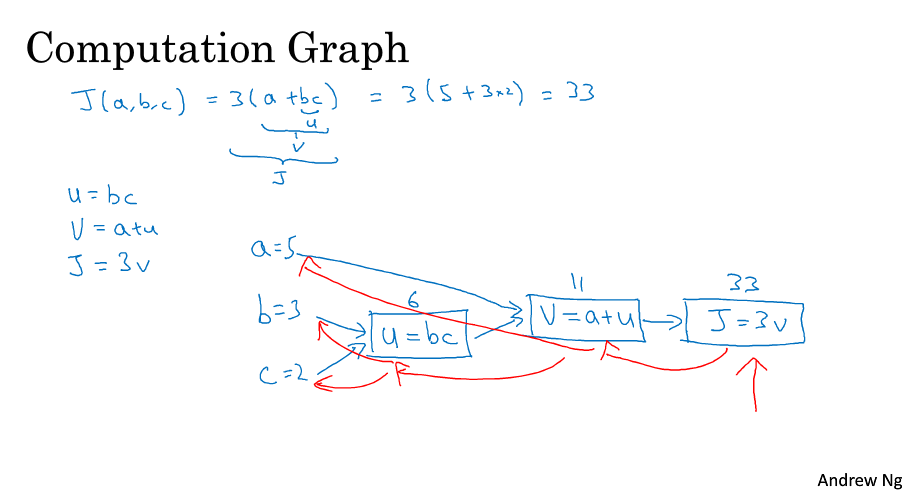 Computation Graph
J(a,b,c) = 3(a+bc) = 3(5+3×2) = 33
u
V
J
u = bc
V = a+u
J = 3v
a=5
11
33
b=3
6
V=a+u
J=3v
u=bc
c=2
Andrew Ng